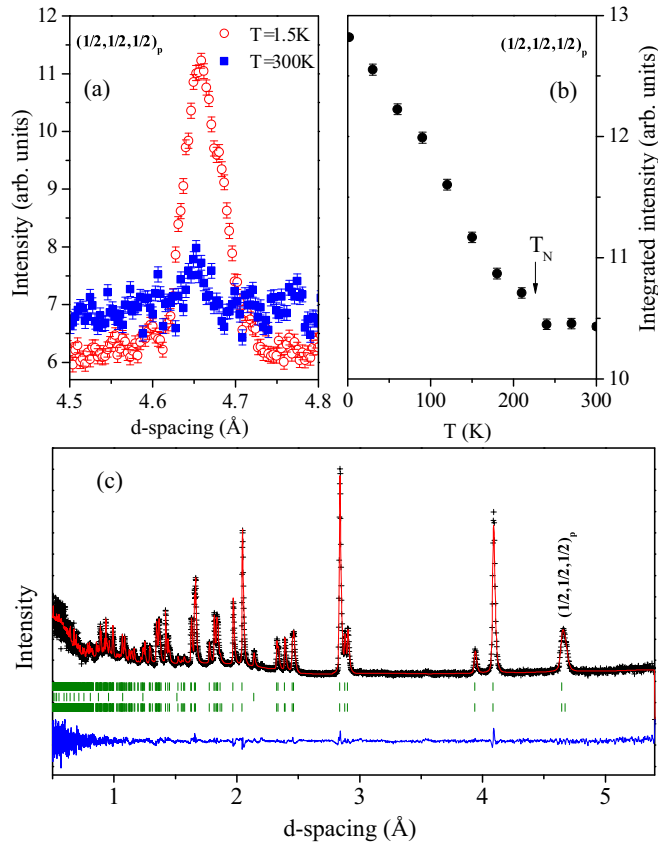 (1/2,1/2,1/2)p
T=1.5K
T=300K
(a)
12
11
10
9
8
7
6
Intensity (arb. units)
4.5 4.6 4.7 4.8
d-spacing (Å)
(1/2,1/2,1/2)p
(b)
TN
13
12
11
10
Integrated intensity (arb. units)
0 100 200 300
T (K)
(c)
(1/2,1/2,1/2)p
Intensity
1 2 3 4 5
d-spacing (Å)